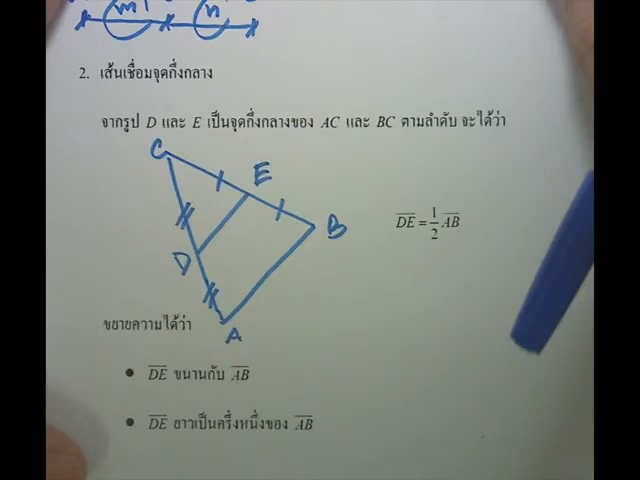 m n
2. เส้นเชื่อมจุดกึ่งกลาง
จากรูป D และ E เป็นจุดกึ่งกลางของ AC และ BC ตามลำดับ จะได้ว่า
C
E
B
D
A
DE = 1/2 AB
ขยายความได้ว่า
• DE ขนานกับ AB
• DE ยาวเป็นครึ่งหนึ่งของ AB